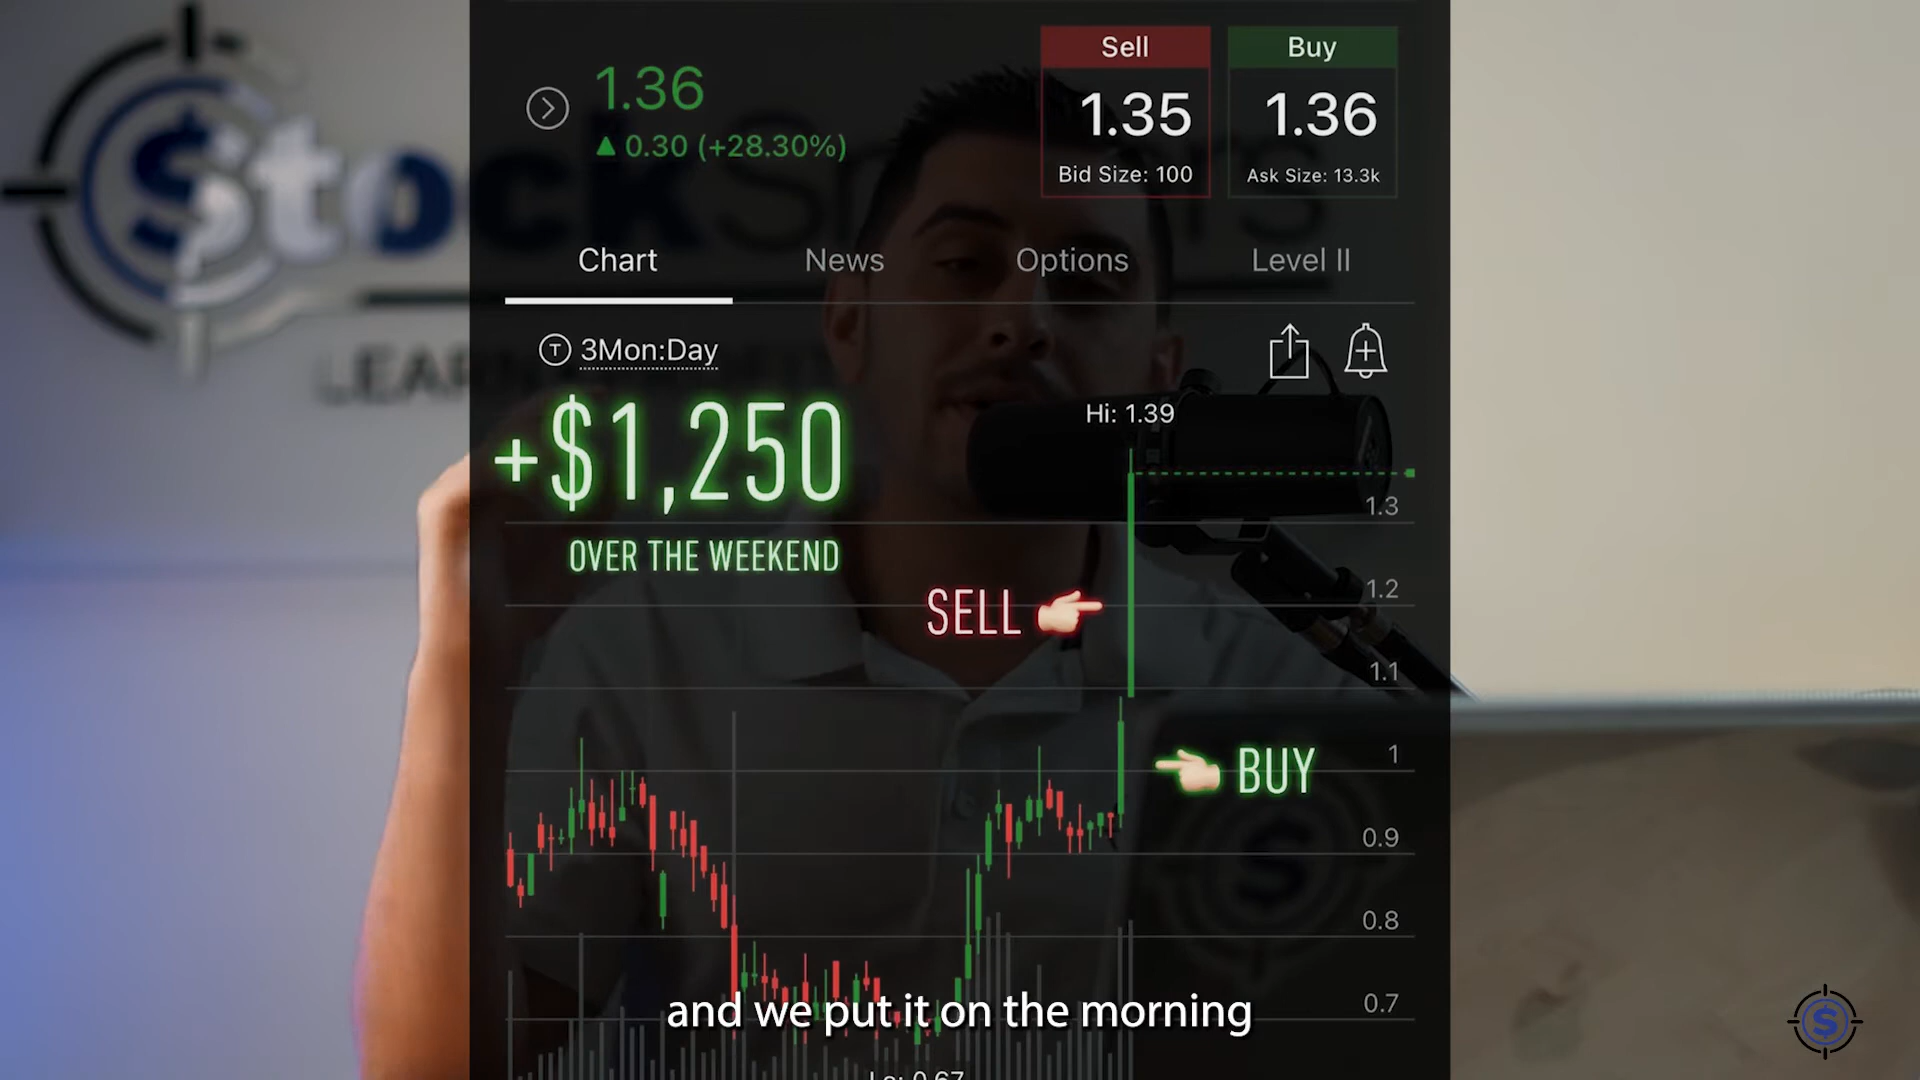 Sell
Buy
1.36
1.35
1.36
▲ 0.30 (+28.30%)
Bid Size: 100
Ask Size: 13.3k
Stock
Chart
News
Options
Level II
T 3Mon:Day
+$1,250
Hi: 1.39
1.3
OVER THE WEEKEND
1.2
SELL
1.1
1
BUY
0.9
0.8
0.7
and we put it on the morning